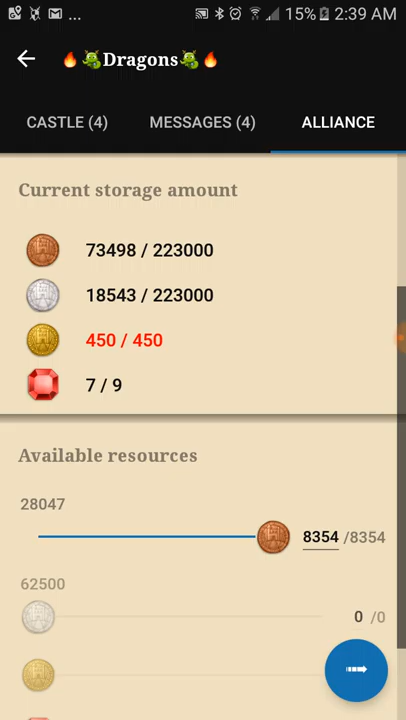 ... 15% 2:39 AM
🔥🐲Dragons🐲🔥
CASTLE (4) MESSAGES (4) ALLIANCE
Current storage amount
73498 / 223000
18543 / 223000
450 / 450
7 / 9
Available resources
28047
8354 /8354
62500
0 /0